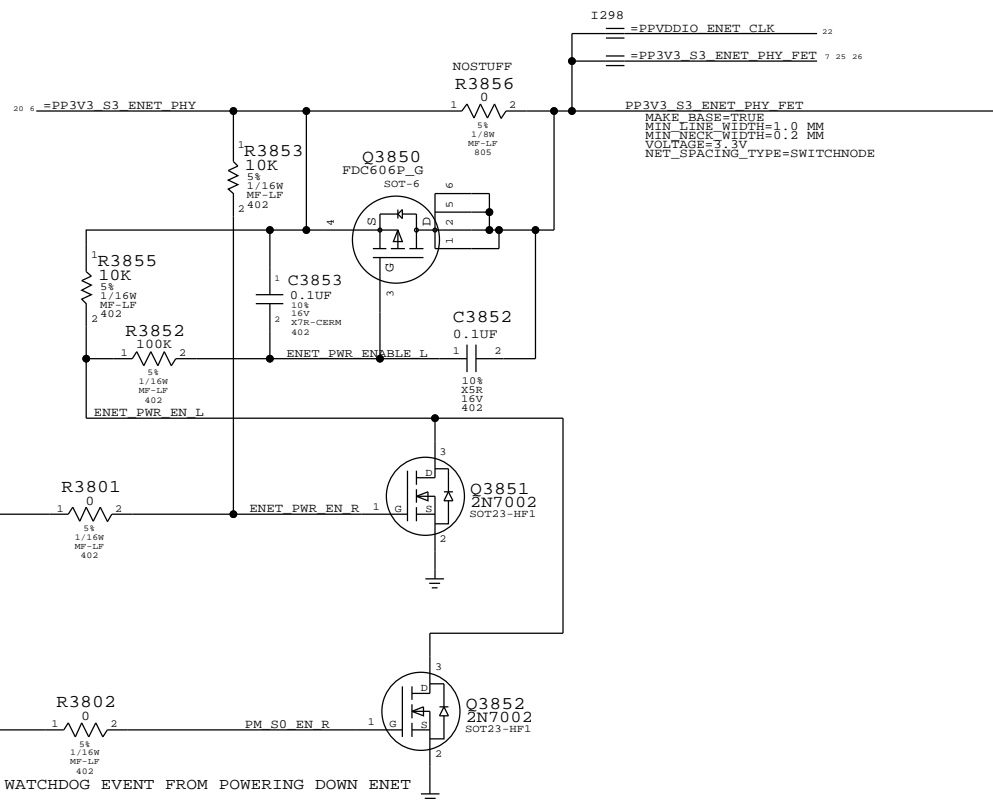 I298
=PPVDDIO_ENET_CLK 22
=PP3V3_S3_ENET_PHY_FET 7 25 26
NOSTUFF
R3856
0
1 2
5%
1/8W
MF-LF
805
20 6 =PP3V3_S3_ENET_PHY
PP3V3_S3_ENET_PHY_FET
MAKE_BASE=TRUE
MIN_LINE_WIDTH=1.0 MM
MIN_NECK_WIDTH=0.2 MM
VOLTAGE=3.3V
NET_SPACING_TYPE=SWITCHNODE
1
R3853
10K
5%
1/16W
MF-LF
402
2
Q3850
FDC606P_G
SOT-6
4
S
D
G
3
6
5
2
1
1
R3855
10K
5%
1/16W
MF-LF
402
2
1
C3853
0.1UF
10%
16V
X7R-CERM
402
2
R3852
100K
1 2
5%
1/16W
MF-LF
402
ENET_PWR_ENABLE_L
C3852
0.1UF
1 2
10%
X5R
16V
402
ENET_PWR_EN_L
3
D
Q3851
2N7002
SOT23-HF1
1 G S
2
R3801
0
1 2
5%
1/16W
MF-LF
402
ENET_PWR_EN_R
3
D
Q3852
2N7002
SOT23-HF1
1 G S
2
R3802
0
1 2
5%
1/16W
MF-LF
402
PM_S0_EN_R
WATCHDOG EVENT FROM POWERING DOWN ENET